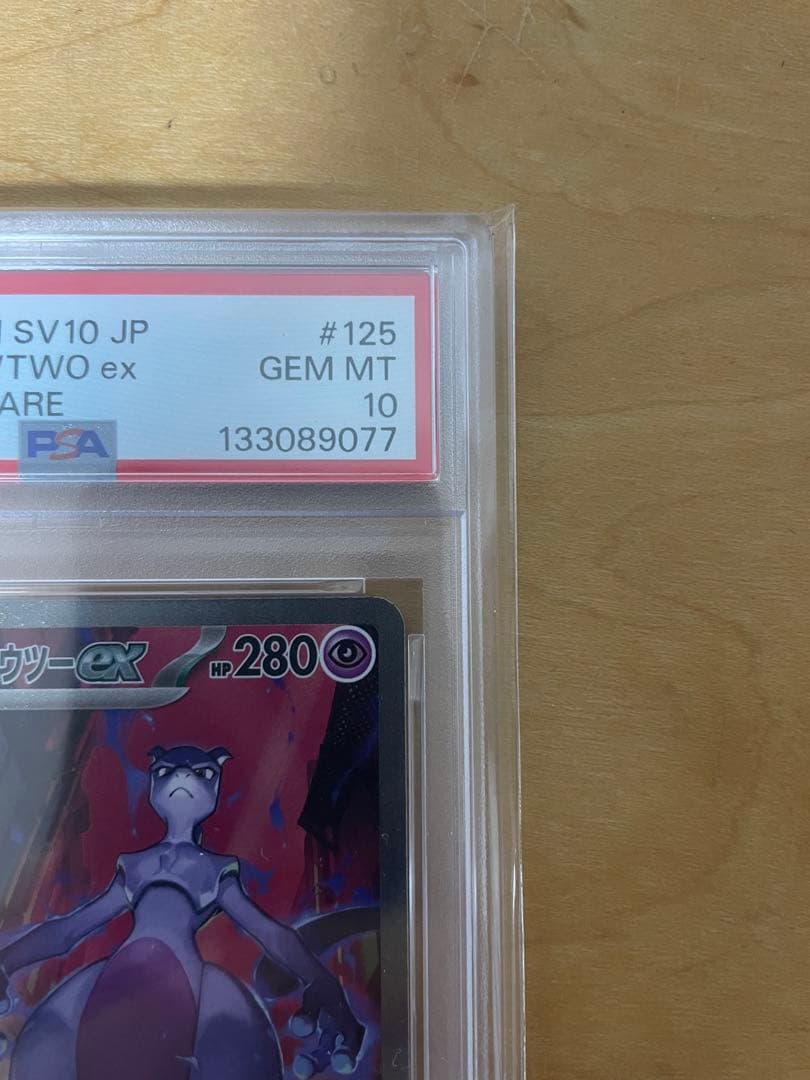 SV10 JP #125
TWO ex GEM MT
ARE 10
PSA 133089077
ウツーex HP280